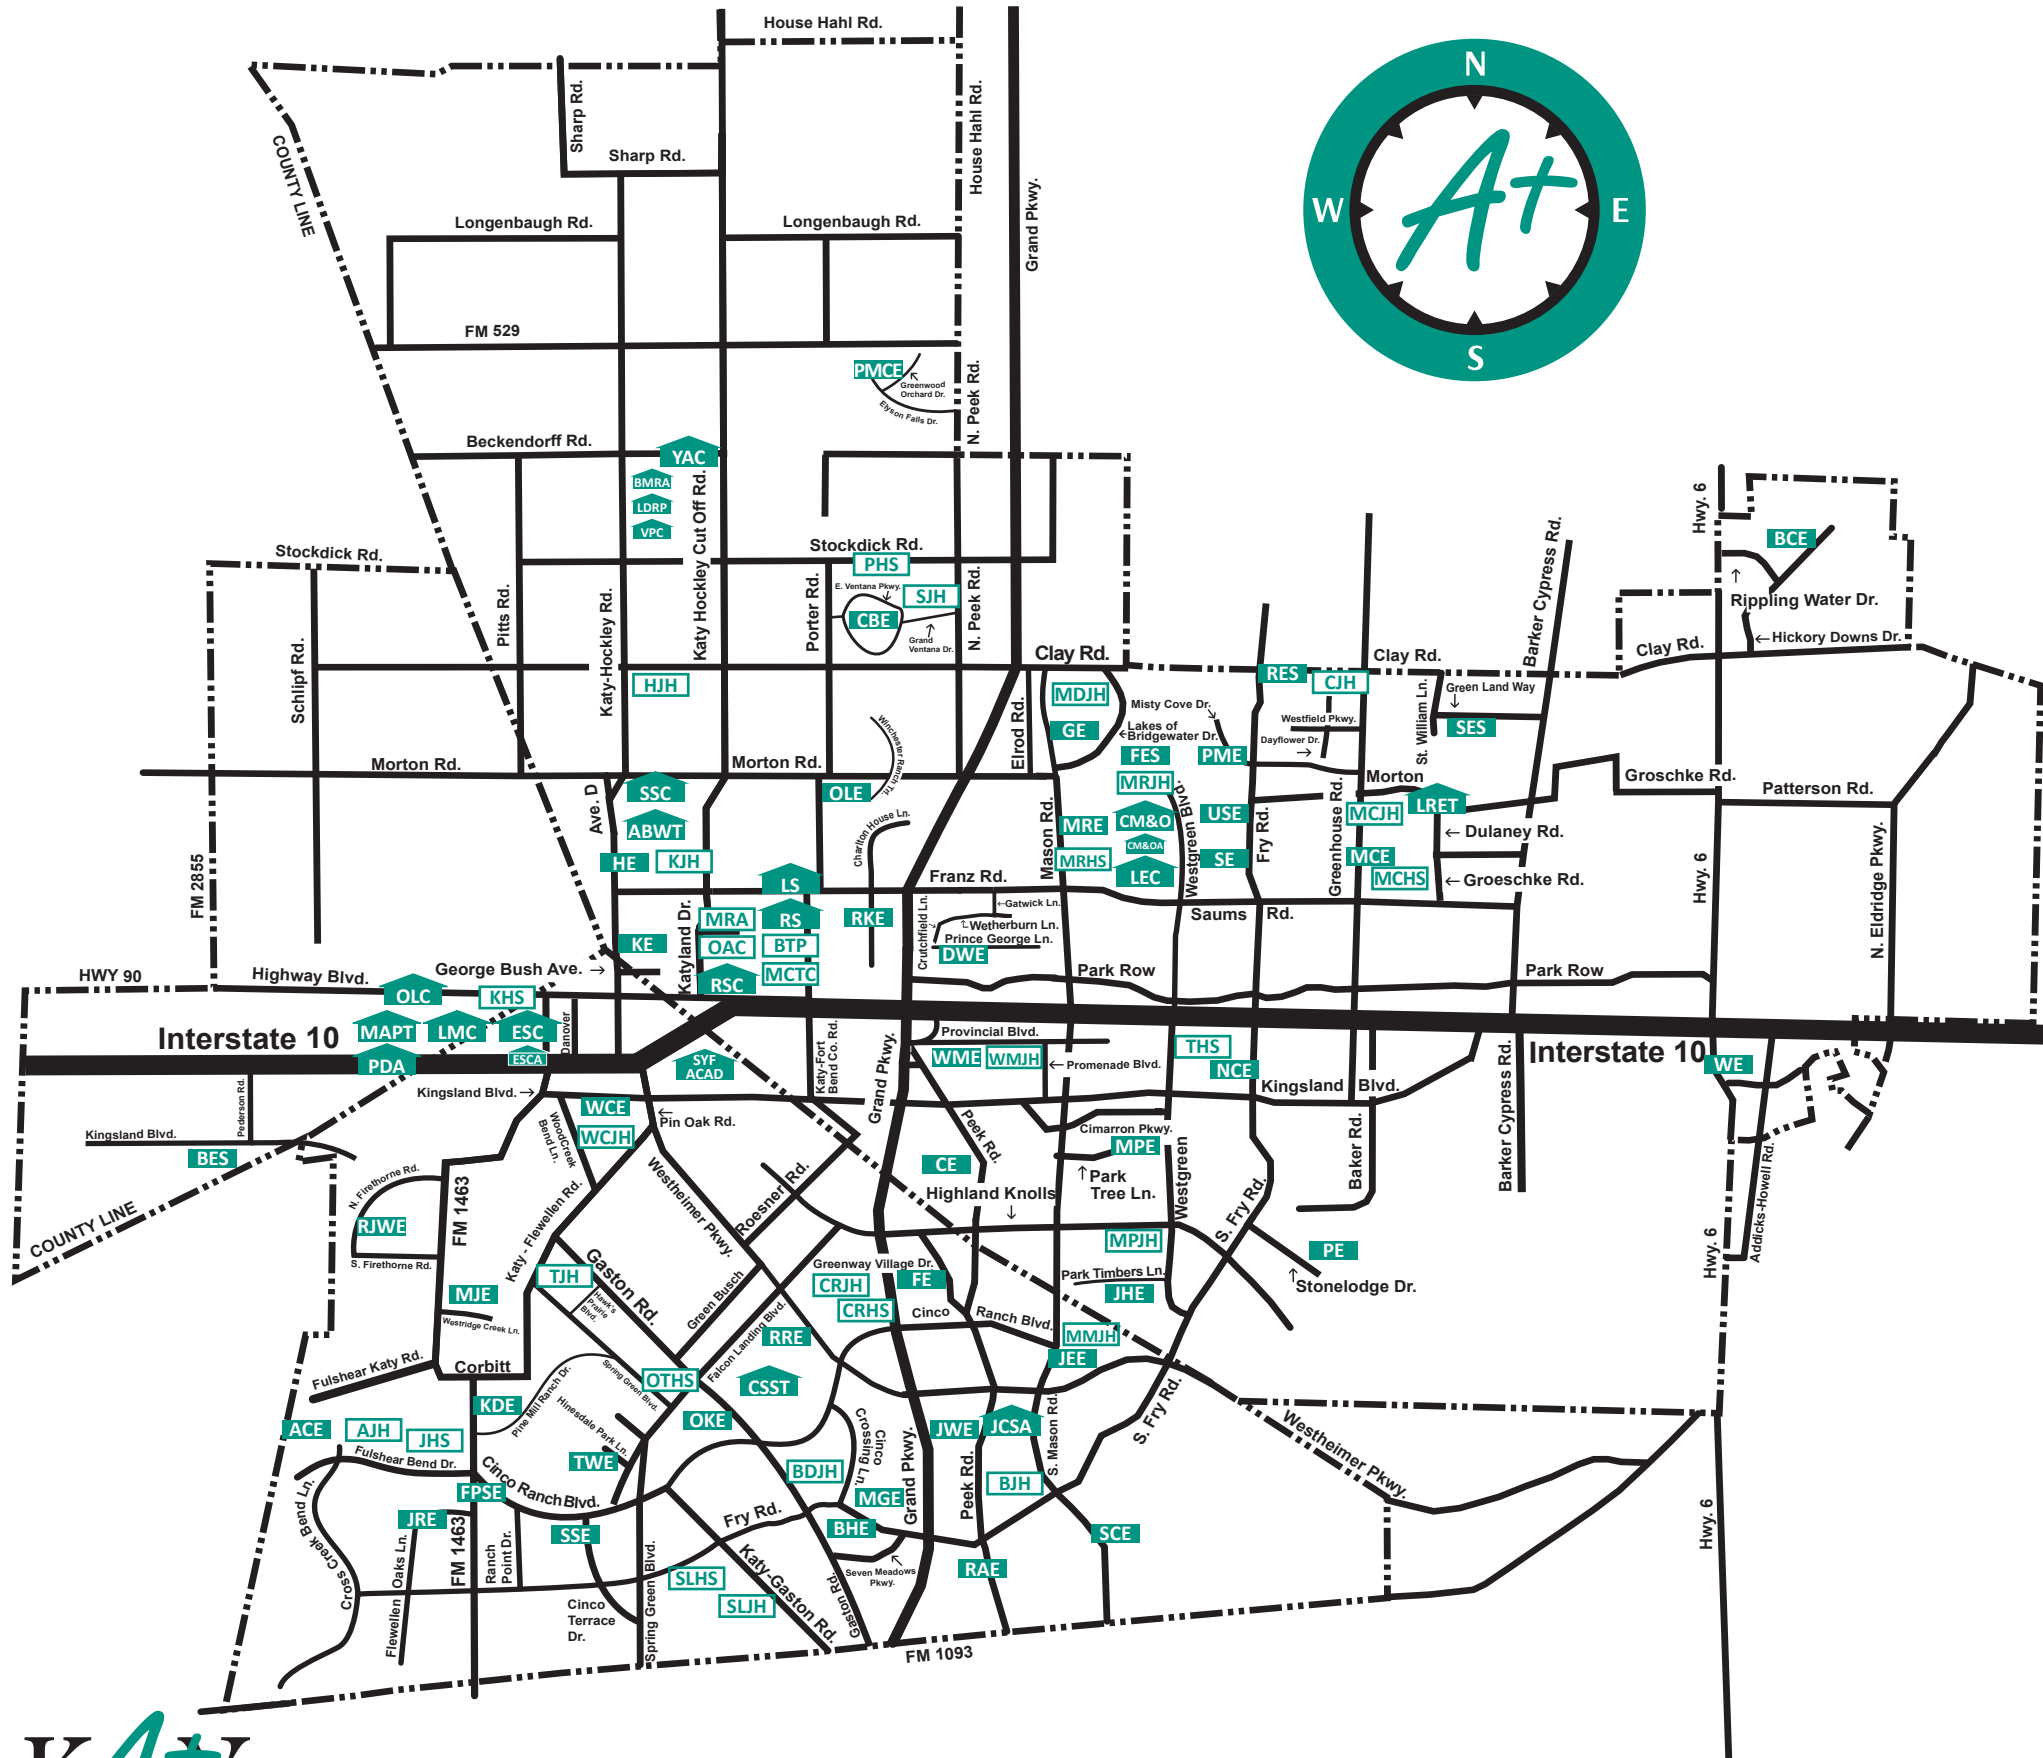 House Hahl Rd.
N
W
A+
E
S
Sharp Rd.
House Hahl Rd.
COUNTY LINE
Sharp Rd.
Grand Pkwy.
Longenbaugh Rd.
Longenbaugh Rd.
FM 529
PMCE
Greenwood
Orchard Dr.
Elyson Falls Dr.
N. Peek Rd.
Beckendorff Rd.
YAC
BMRA
LDRP
VPC
Katy Hockley Cut Off Rd.
Hwy. 6
BCE
Barker Cypress Rd.
Stockdick Rd.
Stockdick Rd.
PHS
E. Ventana Pkwy.
SJH
CBE
Grand
Ventana Dr.
Pitts Rd.
Katy-Hockley Rd.
Porter Rd.
N. Peek Rd.
Rippling Water Dr.
Hickory Downs Dr.
Schlipf Rd.
Clay Rd.
Clay Rd.
Clay Rd.
HJH
RES
CJH
MDJH
Misty Cove Dr.
St. William Ln.
Green Land Way
GE
Lakes of
Bridgewater Dr.
Westfield Pkwy.
SES
Elrod Rd.
Winchester Ranch Trl.
Dayflower Dr.
FES
PME
Morton Rd.
Morton Rd.
Morton
Groschke Rd.
Patterson Rd.
SSC
OLE
MRJH
Westgreen Blvd.
Ave. D
ABWT
Charlton House Ln.
Mason Rd.
MRE
CM&O
USE
Fry Rd.
Greenhouse Rd.
MCJH
LRET
Dulaney Rd.
CM&OA
HE
KJH
MRHS
LEC
SE
MCE
MCHS
Groeschke Rd.
FM 2855
Hwy. 6
N. Eldridge Pkwy.
LS
Franz Rd.
Saums
Rd.
Katyland Dr.
MRA
RS
RKE
Gatwick Ln.
Crutchfield Ln.
Wetherburn Ln.
Prince George Ln.
KE
OAC
BTP
DWE
HWY 90
Highway Blvd.
George Bush Ave.
RSC
MCTC
Park Row
Park Row
OLC
KHS
Interstate 10
MAPT
LMC
ESC
Danover
Provincial Blvd.
THS
Interstate 10
PDA
ESCA
SYF
ACAD
Katy-Fort
Bend Co. Rd.
Grand Pkwy.
WME
WMJH
Promenade Blvd.
NCE
WE
Pederson Rd.
Kingsland Blvd.
Kingsland
Blvd.
WCE
Pin Oak Rd.
Kingsland Blvd.
BES
WoodCreek
Bend Ln.
WCJH
Peek Rd.
Cimarron Pkwy.
MPE
Baker Rd.
Barker Cypress Rd.
Addicks-Howell Rd.
COUNTY LINE
N. Firethorne Rd.
RJWE
S. Firethorne Rd.
FM 1463
Katy - Flewellen Rd.
Westheimer Pkwy.
Roesner Rd.
CE
Park
Tree Ln.
Highland Knolls
Westgreen
S. Fry Rd.
MPJH
PE
Stonelodge Dr.
Hwy. 6
TJH
Gaston Rd.
Hawk's
Prairie
Blvd.
Green Busch
Greenway Village Dr.
CRJH
FE
Park Timbers Ln.
JHE
MJE
Westridge Creek Ln.
CRHS
Cinco
Ranch Blvd.
Falcon Landing Blvd.
RRE
MMJH
JEE
Fulshear Katy Rd.
Corbitt
Spring Green Blvd.
OTHS
CSST
KDE
Pine Mill Ranch Dr.
Hinesdale Park Ln.
OKE
Cinco
Crossing Ln.
JWE
JCSA
S. Mason Rd.
S. Fry Rd.
Westheimer Pkwy.
ACE
AJH
JHS
Fulshear Bend Dr.
TWE
Cinco Ranch Blvd.
BDJH
MGE
Grand Pkwy.
Peek Rd.
BJH
FPSE
Cross Creek Bend Ln.
JRE
FM 1463
Ranch
Point Dr.
SSE
Fry Rd.
BHE
SCE
Hwy. 6
Flewellen Oaks Ln.
Spring Green Blvd.
SLHS
Katy-Gaston Rd.
Seven Meadows
Pkwy.
RAE
SLJH
Gaston Rd.
Cinco
Terrace
Dr.
FM 1093